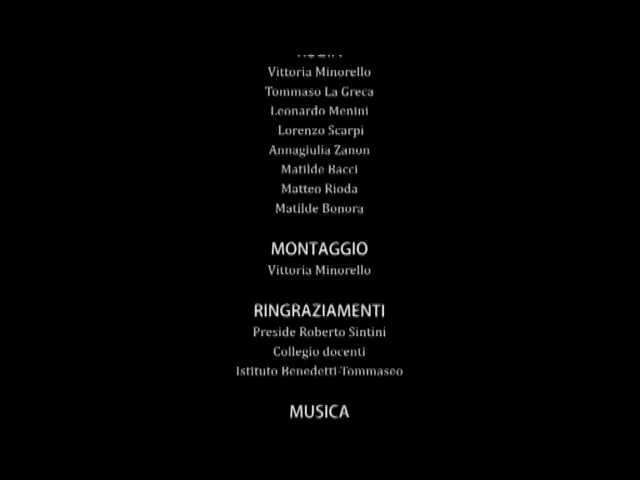 Vittoria Minorello
Tommaso La Greca
Leonardo Menini
Lorenzo Scarpi
Annagiulia Zanon
Matilde Bacci
Matteo Rioda
Matilde Bonora
MONTAGGIO
Vittoria Minorello
RINGRAZIAMENTI
Preside Roberto Sintini
Collegio docenti
Istituto Benedetti-Tommaseo
MUSICA